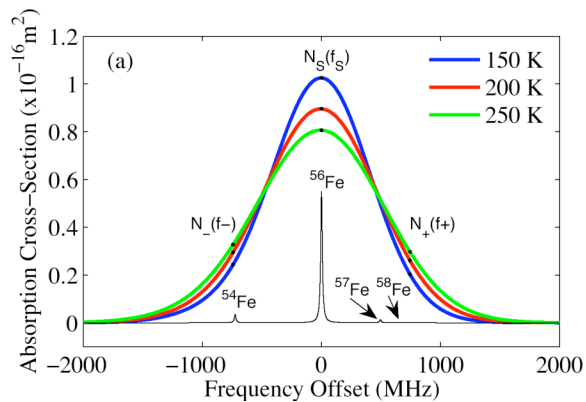 (a)
N_S(f_S)
150 K
200 K
250 K
56Fe
N_-(f-)
N_+(f+)
54Fe
57Fe
58Fe
1.2
1
0.8
0.6
0.4
0.2
0
−2000
−1000
0
1000
2000
Absorption Cross−Section (x10⁻¹⁶m²)
Frequency Offset (MHz)